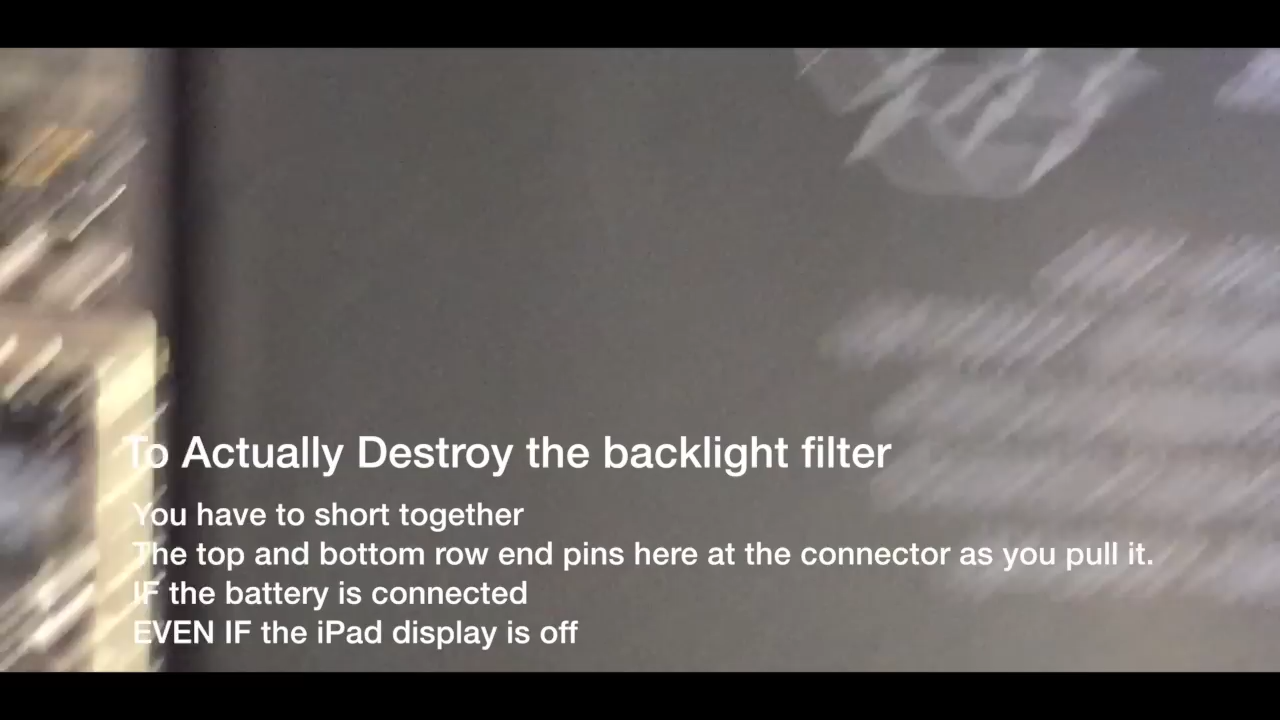 To Actually Destroy the backlight filter
You have to short together
The top and bottom row end pins here at the connector as you pull it.
IF the battery is connected
EVEN IF the iPad display is off